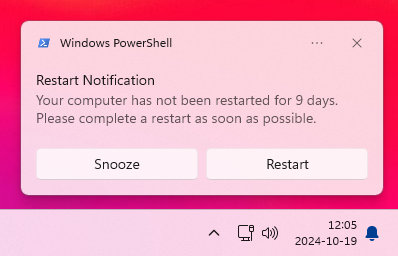 Windows PowerShell
Restart Notification
Your computer has not been restarted for 9 days.
Please complete a restart as soon as possible.
Snooze
Restart
12:05
2024-10-19